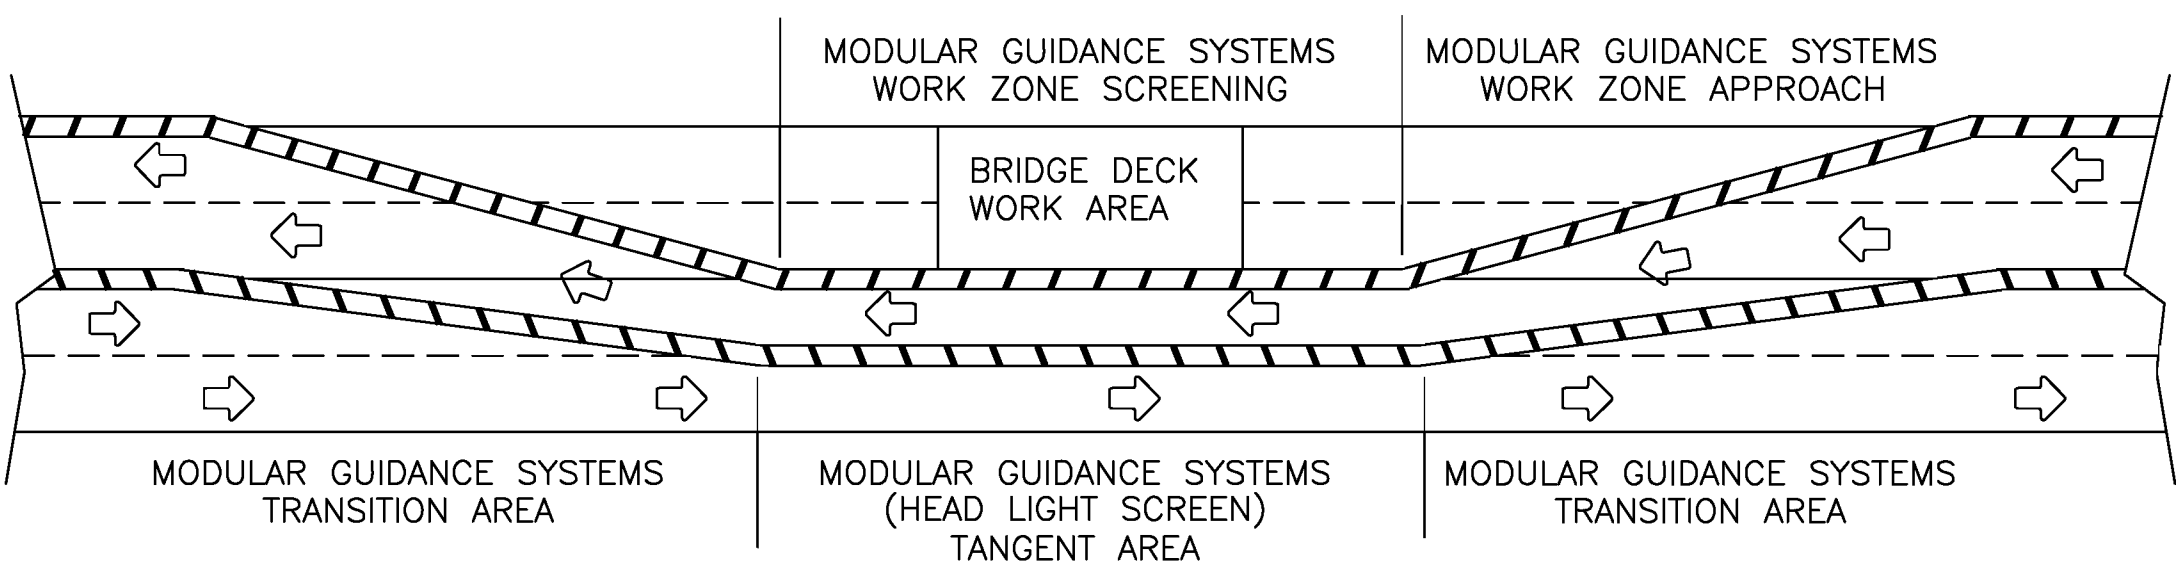 MODULAR GUIDANCE SYSTEMS
WORK ZONE SCREENING
MODULAR GUIDANCE SYSTEMS
WORK ZONE APPROACH
BRIDGE DECK
WORK AREA
MODULAR GUIDANCE SYSTEMS
TRANSITION AREA
MODULAR GUIDANCE SYSTEMS
(HEAD LIGHT SCREEN)
TANGENT AREA
MODULAR GUIDANCE SYSTEMS
TRANSITION AREA